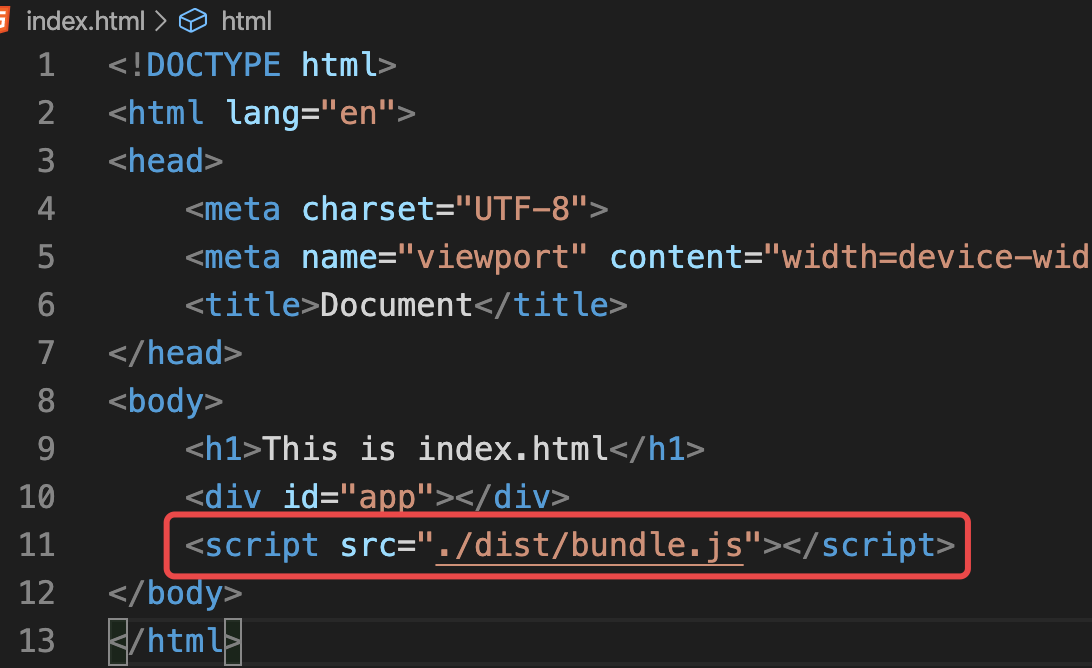 index.html > html
1 <!DOCTYPE html>
2 <html lang="en">
3 <head>
4     <meta charset="UTF-8">
5     <meta name="viewport" content="width=device-wid
6     <title>Document</title>
7 </head>
8 <body>
9     <h1>This is index.html</h1>
10     <div id="app"></div>
11     <script src="./dist/bundle.js"></script>
12 </body>
13 </html>